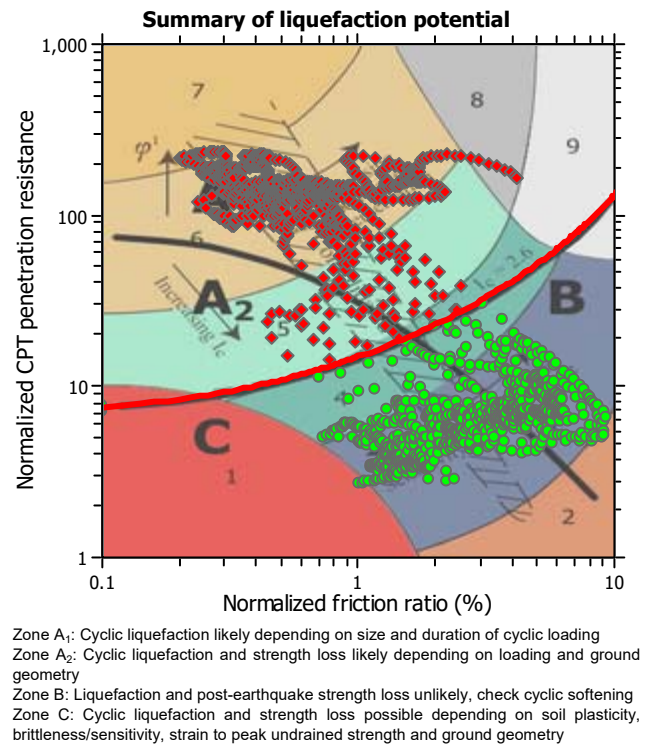 Summary of liquefaction potential
Normalized CPT penetration resistance
1,000
100
10
1
7
8
9
φ'
6
A2
Increasing Ic
5
Ic = 2.6
B
4
C
1
2
0.1
1
10
Normalized friction ratio (%)
Zone A1: Cyclic liquefaction likely depending on size and duration of cyclic loading
Zone A2: Cyclic liquefaction and strength loss likely depending on loading and ground
geometry
Zone B: Liquefaction and post-earthquake strength loss unlikely, check cyclic softening
Zone C: Cyclic liquefaction and strength loss possible depending on soil plasticity,
brittleness/sensitivity, strain to peak undrained strength and ground geometry